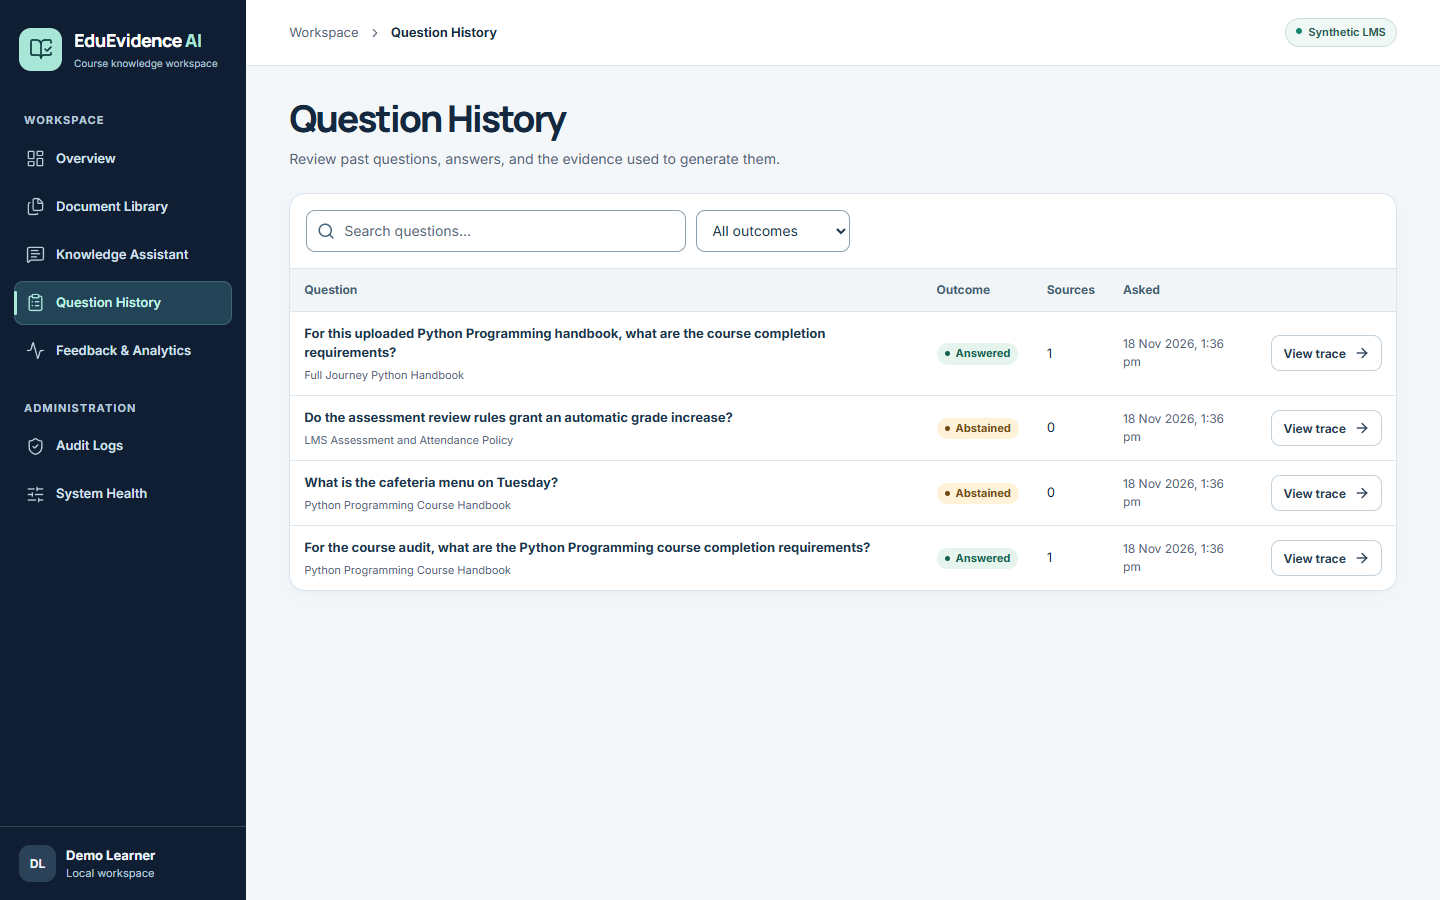 EduEvidence AI
Course knowledge workspace
WORKSPACE
Overview
Document Library
Knowledge Assistant
Question History
Feedback & Analytics
ADMINISTRATION
Audit Logs
System Health
DL
Demo Learner
Local workspace
Workspace > Question History
Synthetic LMS
Question History
Review past questions, answers, and the evidence used to generate them.
Search questions...
All outcomes
Question Outcome Sources Asked
For this uploaded Python Programming handbook, what are the course completion
requirements?
Full Journey Python Handbook
Answered
1
18 Nov 2026, 1:36
pm
View trace
Do the assessment review rules grant an automatic grade increase?
LMS Assessment and Attendance Policy
Abstained
0
18 Nov 2026, 1:36
pm
View trace
What is the cafeteria menu on Tuesday?
Python Programming Course Handbook
Abstained
0
18 Nov 2026, 1:36
pm
View trace
For the course audit, what are the Python Programming course completion requirements?
Python Programming Course Handbook
Answered
1
18 Nov 2026, 1:36
pm
View trace